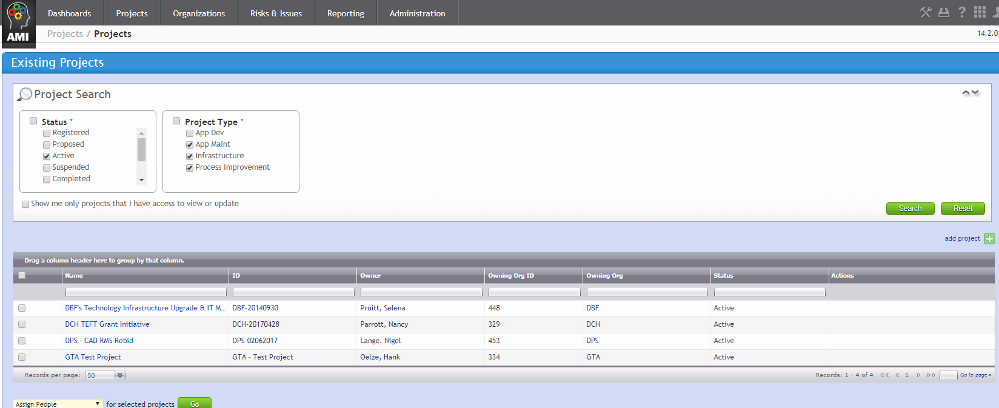 Dashboards Projects Organizations Risks & Issues Reporting Administration ?
AMI
Projects / Projects 14.2.0.
Existing Projects
Project Search
Status * Project Type *
Registered App Dev
Proposed App Maint
Active Infrastructure
Suspended Process Improvement
Completed
Show me only projects that I have access to view or update
Search Reset
add project
Drag a column header here to group by that column.
Name ID Owner Owning Org ID Owning Org Status Actions
DBF's Technology Infrastructure Upgrade & IT M... DBF-20140930 Pruitt, Selena 448 DBF Active
DCH TEFT Grant Initiative DCH-20170428 Parrott, Nancy 329 DCH Active
DPS - CAD RMS Rebid DPS-02062017 Lange, Nigel 453 DPS Active
GTA Test Project GTA - Test Project Oelze, Hank 334 GTA Active
Records per page: 50 Records: 1 - 4 of 4 << < 1 > >> Go to page »
Assign People for selected projects Go